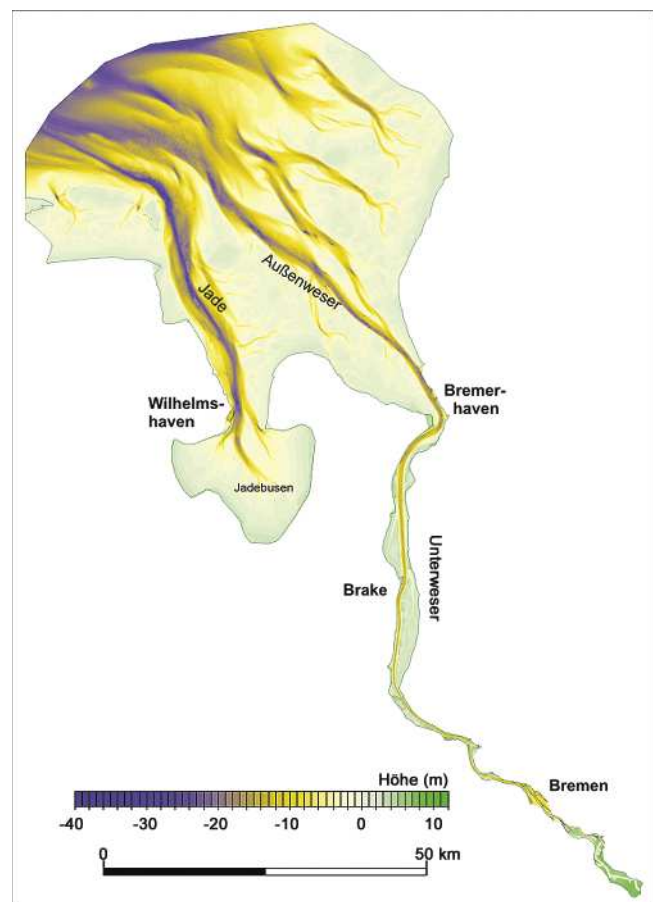 Außenweser
Jade
Wilhelms-
haven
Bremer-
haven
Jadebusen
Unterweser
Brake
Höhe (m)
-40 -30 -20 -10 0 10
Bremen
0 50 km